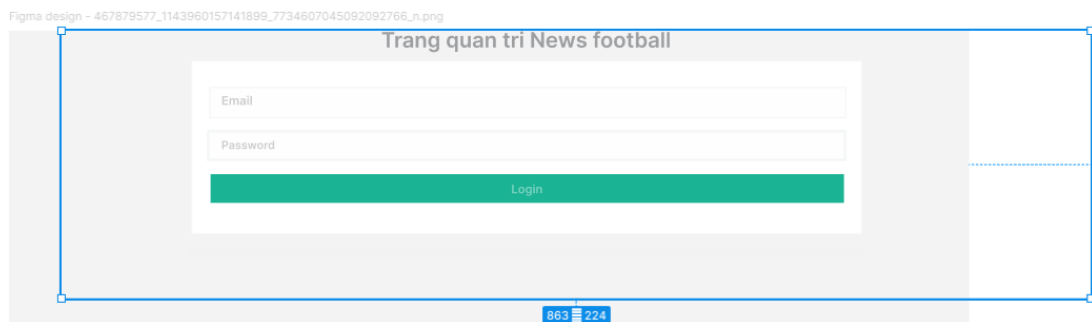 Figma design - 467879577_1143960157141899_7734607045092092766_n.png
Trang quan tri News football
Email
Password
Login
863 224